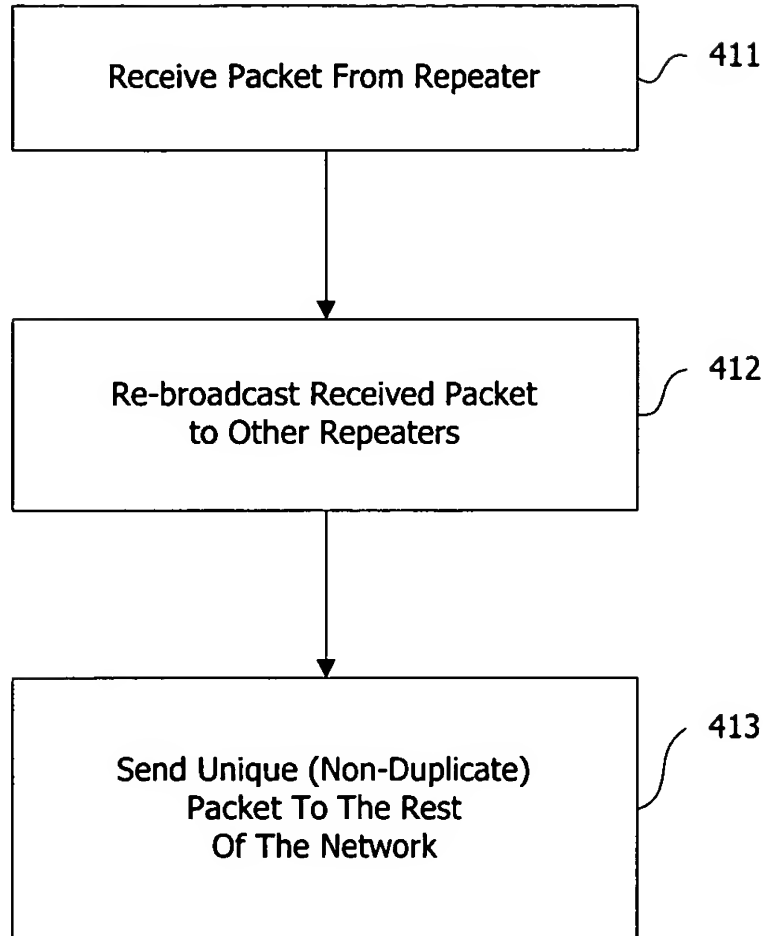 Receive Packet From Repeater
411
Re-broadcast Received Packet
to Other Repeaters
412
Send Unique (Non-Duplicate)
Packet To The Rest
Of The Network
413